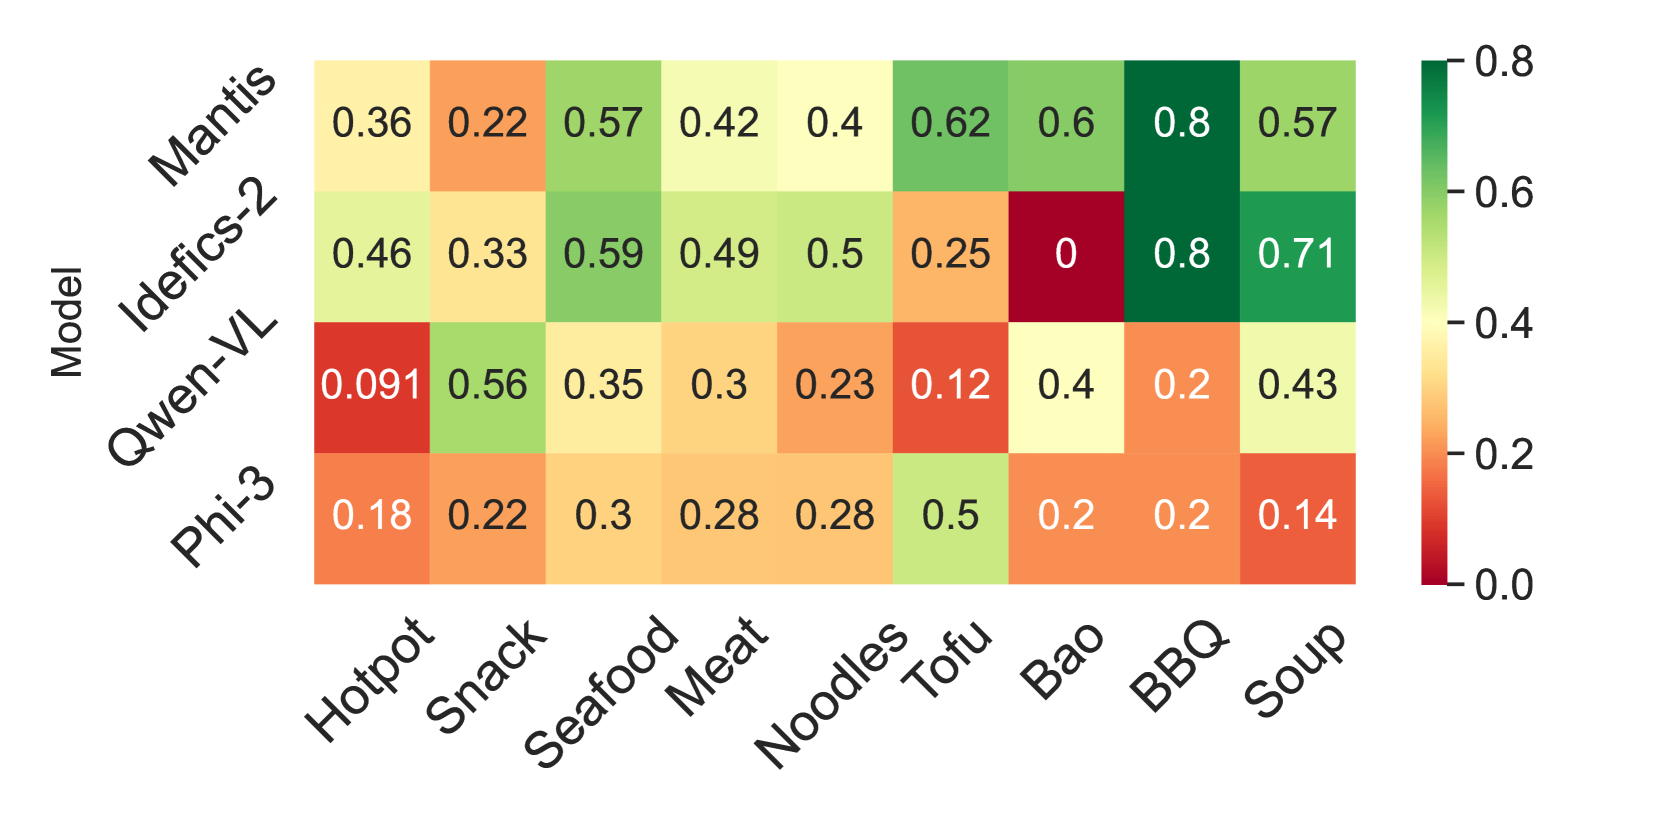 Model
Mantis 0.36 0.22 0.57 0.42 0.4 0.62 0.6 0.8 0.57
Idefics-2 0.46 0.33 0.59 0.49 0.5 0.25 0 0.8 0.71
Qwen-VL 0.091 0.56 0.35 0.3 0.23 0.12 0.4 0.2 0.43
Phi-3 0.18 0.22 0.3 0.28 0.28 0.5 0.2 0.2 0.14
Hotpot Snack Seafood Meat Noodles Tofu Bao BBQ Soup
0.8
0.6
0.4
0.2
0.0